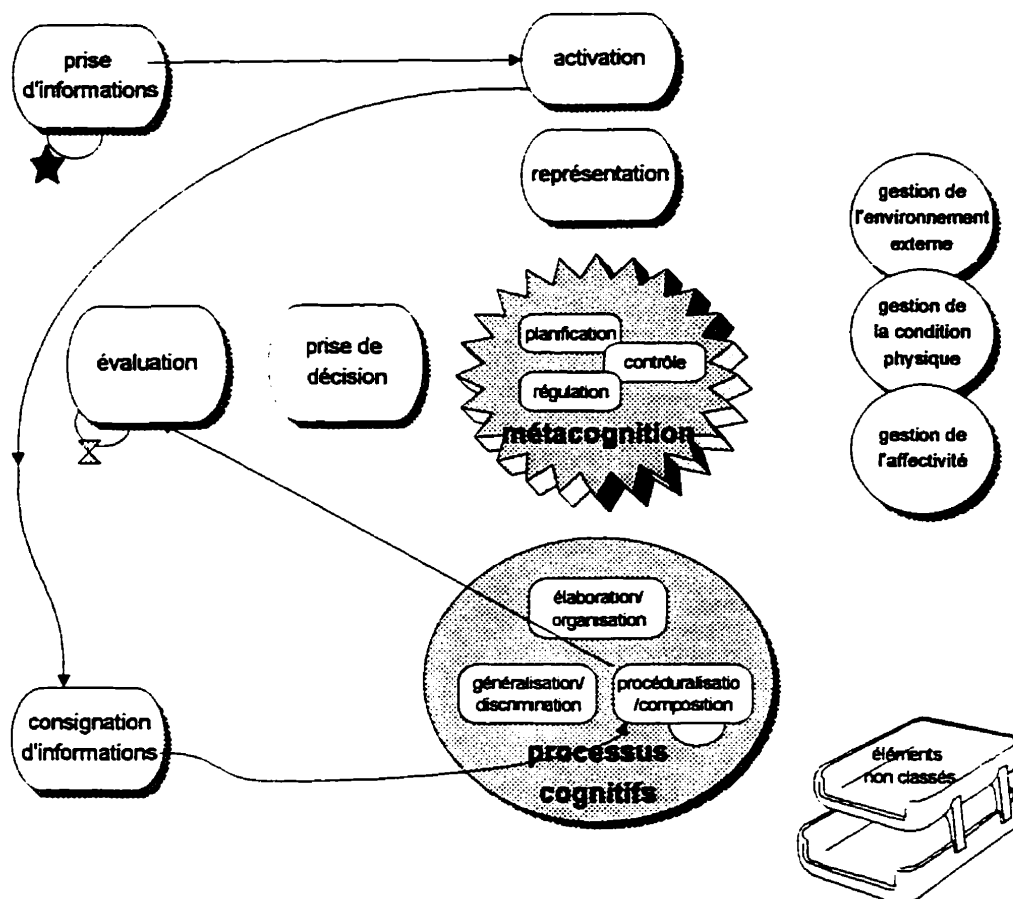 prise
d'informations
activation
représentation
gestion de
l'environnement
externe
gestion de
la condition
physique
gestion de
l'affectivité
évaluation
prise de
décision
planification
contrôle
régulation
métacognition
élaboration/
organisation
généralisation/
discrimination
procéduralisatio
/composition
processus
cognitifs
consignation
d'informations
éléments
non classés